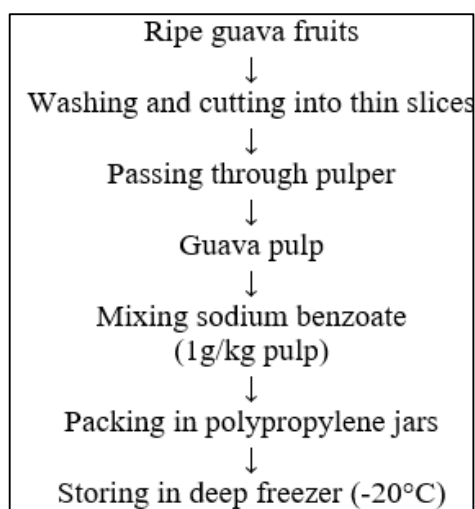 Ripe guava fruits
↓
Washing and cutting into thin slices
↓
Passing through pulper
↓
Guava pulp
↓
Mixing sodium benzoate
(1g/kg pulp)
↓
Packing in polypropylene jars
↓
Storing in deep freezer (-20°C)